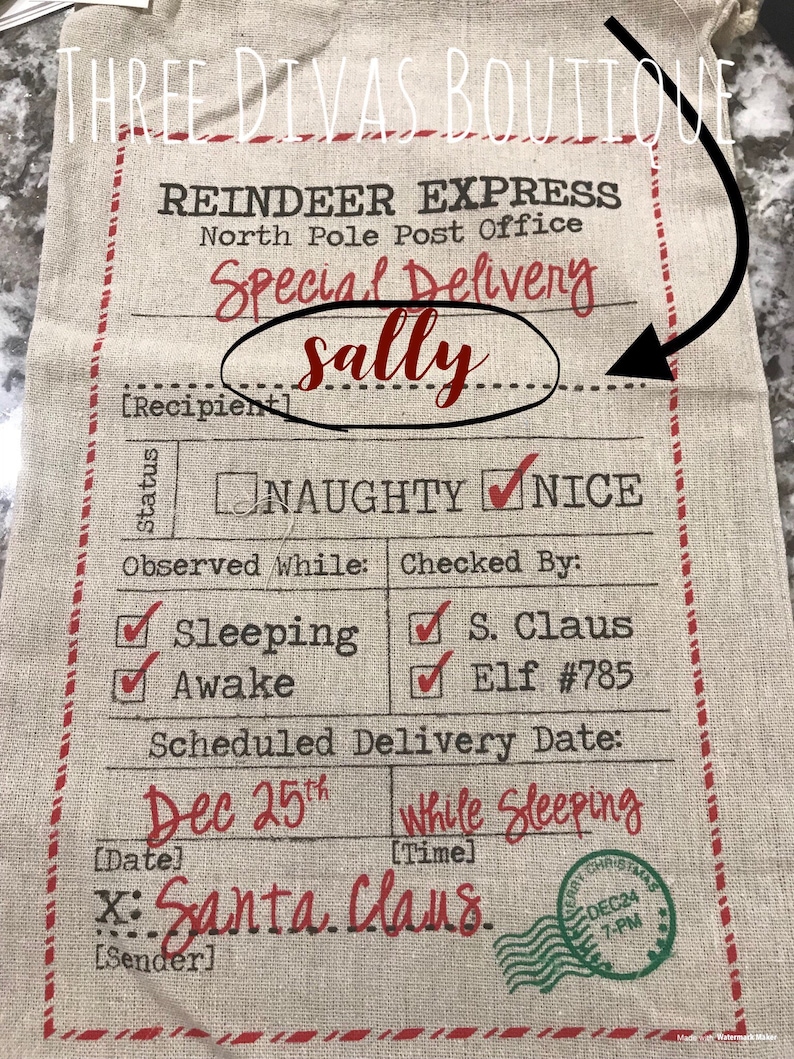 Three Divas Boutique
REINDEER EXPRESS
North Pole Post Office
Special Delivery
sally
[Recipient]
Status
NAUGHTY NICE
Observed While: Checked By:
Sleeping S. Claus
Awake Elf #785
Scheduled Delivery Date:
Dec 25th While Sleeping
[Date] [Time]
X: Santa Claus
[Sender]
MERRY CHRISTMAS
DEC24
7-PM
Made with Watermark Maker